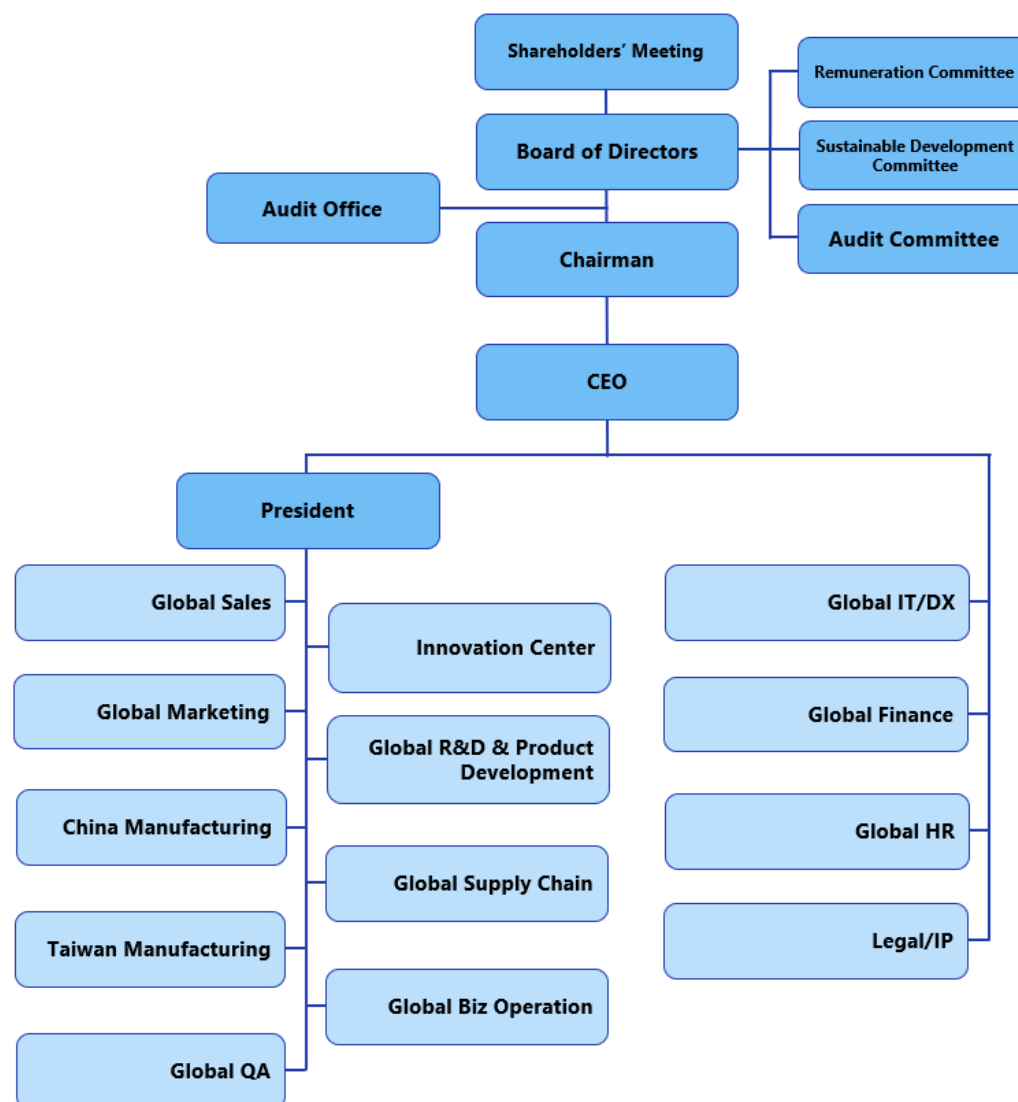 Shareholders’ Meeting
Remuneration Committee
Board of Directors
Sustainable Development
Committee
Audit Office
Audit Committee
Chairman
CEO
President
Global Sales
Innovation Center
Global Marketing
Global R&D & Product
Development
China Manufacturing
Global Supply Chain
Taiwan Manufacturing
Global Biz Operation
Global QA
Global IT/DX
Global Finance
Global HR
Legal/IP